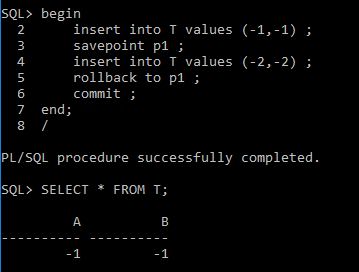 SQL> begin
  2      insert into T values (-1,-1) ;
  3      savepoint p1 ;
  4      insert into T values (-2,-2) ;
  5      rollback to p1 ;
  6      commit ;
  7  end;
  8  /
PL/SQL procedure successfully completed.
SQL> SELECT * FROM T;
         A          B
---------- ----------
        -1         -1